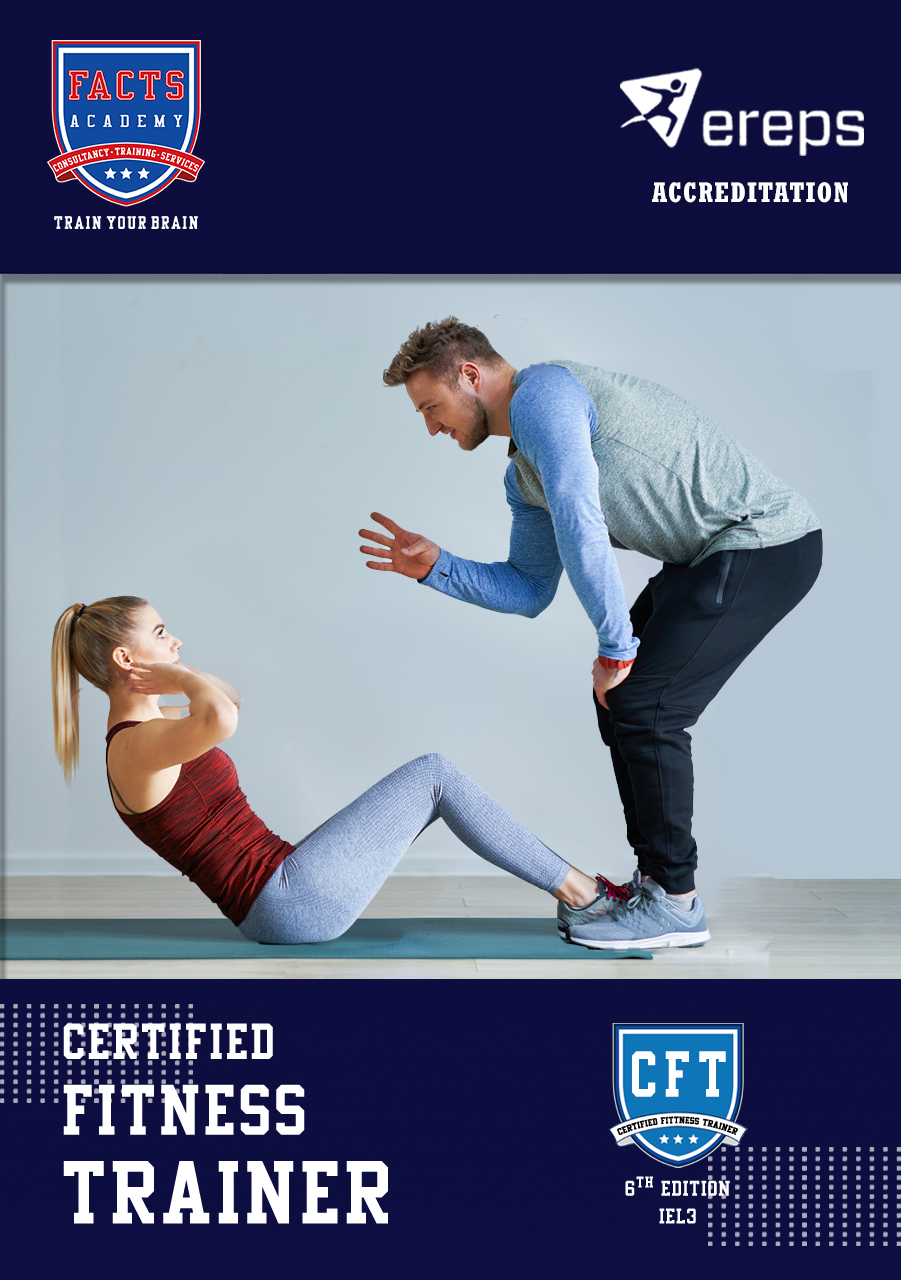 FACTS
ACADEMY
CONSULTANCY · TRAINING · SERVICES
TRAIN YOUR BRAIN
ereps
ACCREDITATION
CERTIFIED
FITNESS
TRAINER
CFT
CERTIFIED FITTNESS TRAINER
6TH EDITION
IEL3